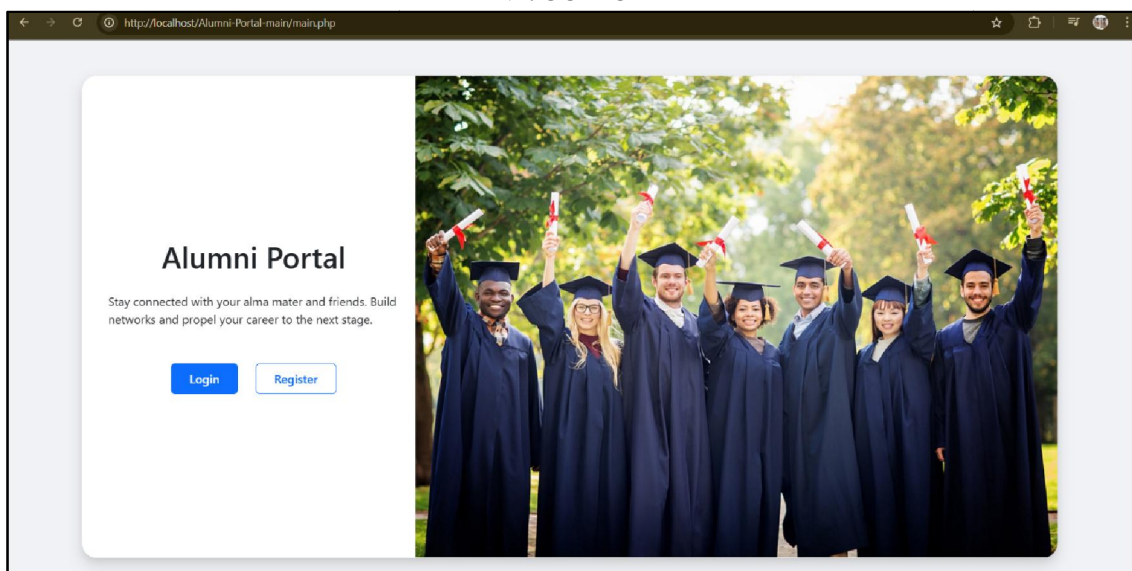 http://localhost/Alumni-Portal-main/main.php
Alumni Portal
Stay connected with your alma mater and friends. Build
networks and propel your career to the next stage.
Login
Register